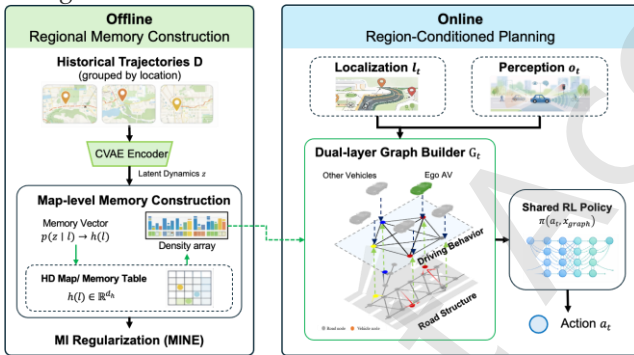 Offline
Regional Memory Construction
Historical Trajectories D
(grouped by location)
CVAE Encoder
Latent Dynamics z
Map-level Memory Construction
Memory Vector
p(z | l) → h(l)
Density array
HD Map/ Memory Table
h(l) ∈ ℝ^{d_h}
MI Regularization (MINE)
Online
Region-Conditioned Planning
Localization l_t
Perception o_t
Dual-layer Graph Builder G_t
Other Vehicles
Ego AV
Driving Behavior
Road Structure
Road node
Vehicle node
Shared RL Policy
π(a_t, x_{graph})
Action a_t